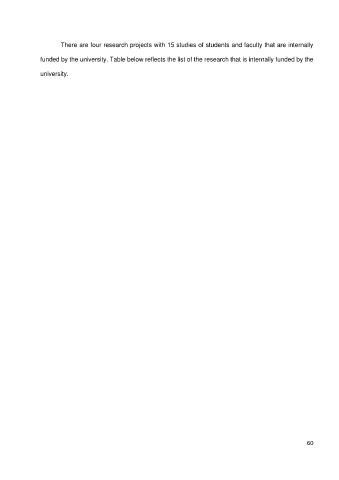 There are four research projects with 15 studies of students and faculty that are internally
funded by the university. Table below reflects the list of the research that is internally funded by the
university.
60